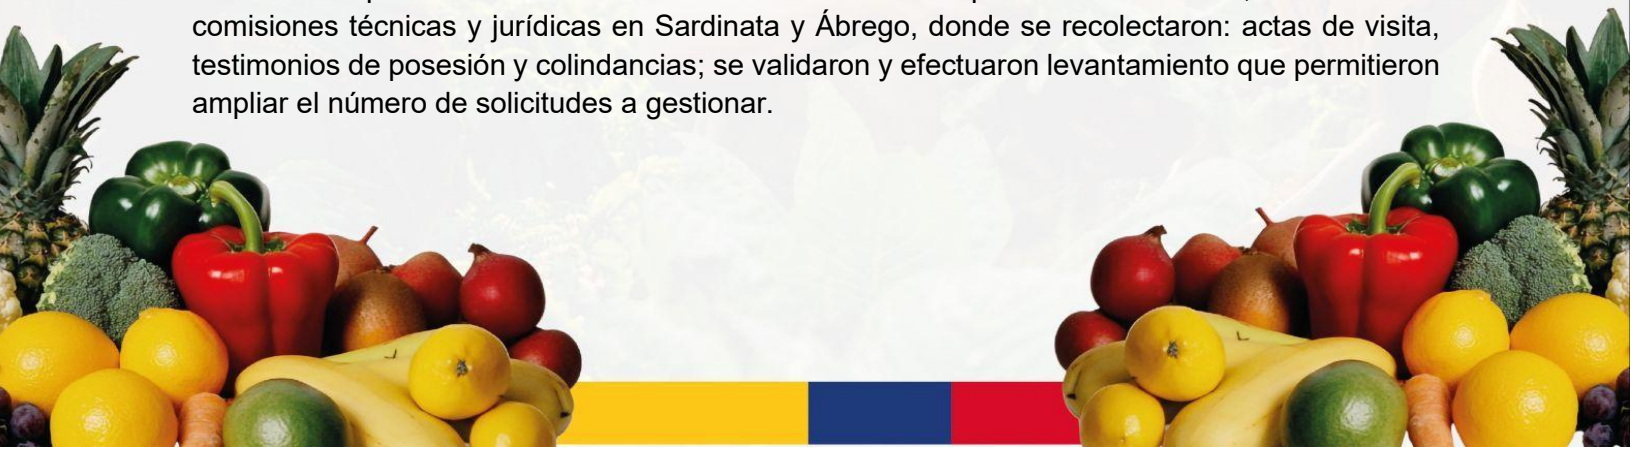 comisiones técnicas y jurídicas en Sardinata y Ábrego, donde se recolectaron: actas de visita,
testimonios de posesión y colindancias; se validaron y efectuaron levantamiento que permitieron
ampliar el número de solicitudes a gestionar.